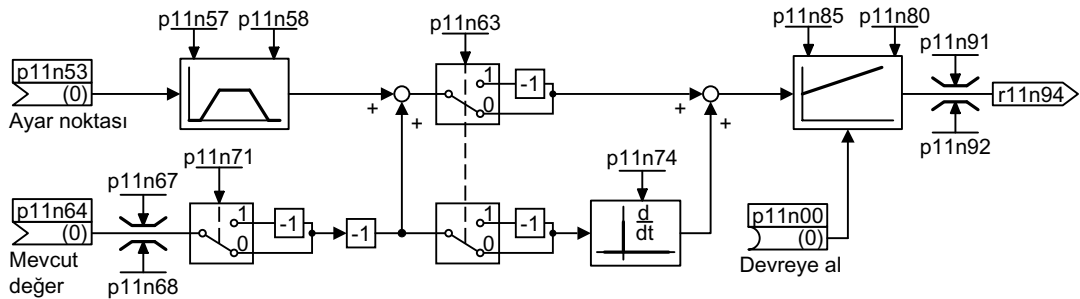 p11n57 p11n58
p11n53
(0)
Ayar noktası
p11n63
1
0
-1
+
+
+
+
p11n85 p11n80
p11n91
r11n94
p11n92
p11n71
p11n67
p11n64
(0)
Mevcut
değer
p11n68
1
0
-1
-1
1
0
-1
p11n74
d
dt
p11n00
(0)
Devreye al